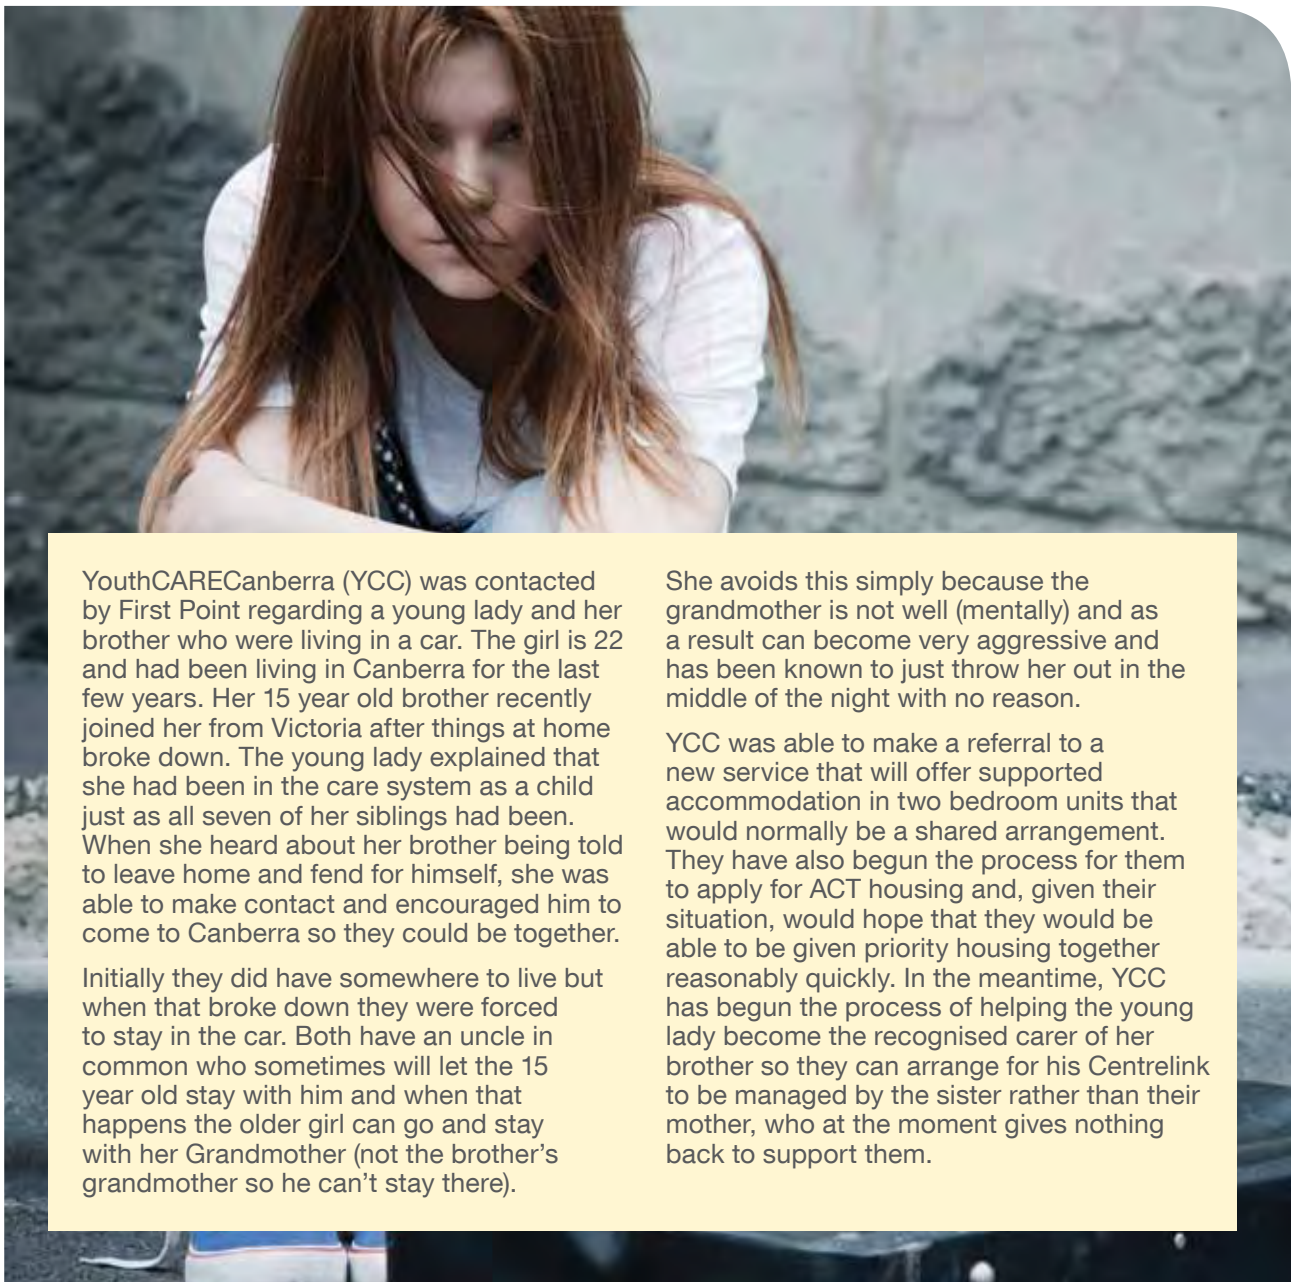 YouthCARECanberra (YCC) was contacted
by First Point regarding a young lady and her
brother who were living in a car. The girl is 22
and had been living in Canberra for the last
few years. Her 15 year old brother recently
joined her from Victoria after things at home
broke down. The young lady explained that
she had been in the care system as a child
just as all seven of her siblings had been.
When she heard about her brother being told
to leave home and fend for himself, she was
able to make contact and encouraged him to
come to Canberra so they could be together.
Initially they did have somewhere to live but
when that broke down they were forced
to stay in the car. Both have an uncle in
common who sometimes will let the 15
year old stay with him and when that
happens the older girl can go and stay
with her Grandmother (not the brother’s
grandmother so he can’t stay there).
She avoids this simply because the
grandmother is not well (mentally) and as
a result can become very aggressive and
has been known to just throw her out in the
middle of the night with no reason.
YCC was able to make a referral to a
new service that will offer supported
accommodation in two bedroom units that
would normally be a shared arrangement.
They have also begun the process for them
to apply for ACT housing and, given their
situation, would hope that they would be
able to be given priority housing together
reasonably quickly. In the meantime, YCC
has begun the process of helping the young
lady become the recognised carer of her
brother so they can arrange for his Centrelink
to be managed by the sister rather than their
mother, who at the moment gives nothing
back to support them.